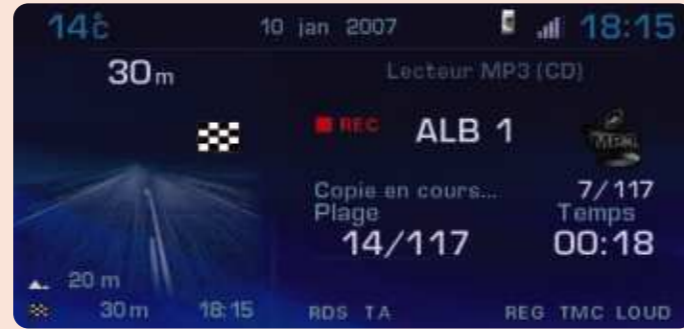 14°C 10 jan 2007 18:15
30m Lecteur MP3 (CD)
REC ALB 1
Copie en cours... 7/117
Plage Temps
14/117 00:18
20 m
30 m 18:15 RDS TA REG TMC LOUD